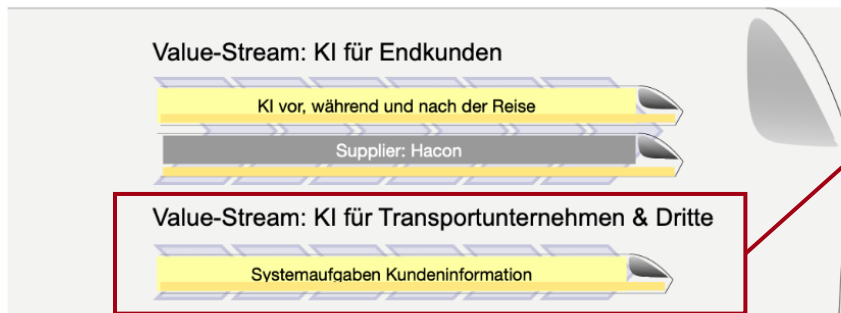 Value-Stream: KI für Endkunden
KI vor, während und nach der Reise
Supplier: Hacon
Value-Stream: KI für Transportunternehmen & Dritte
Systemaufgaben Kundeninformation